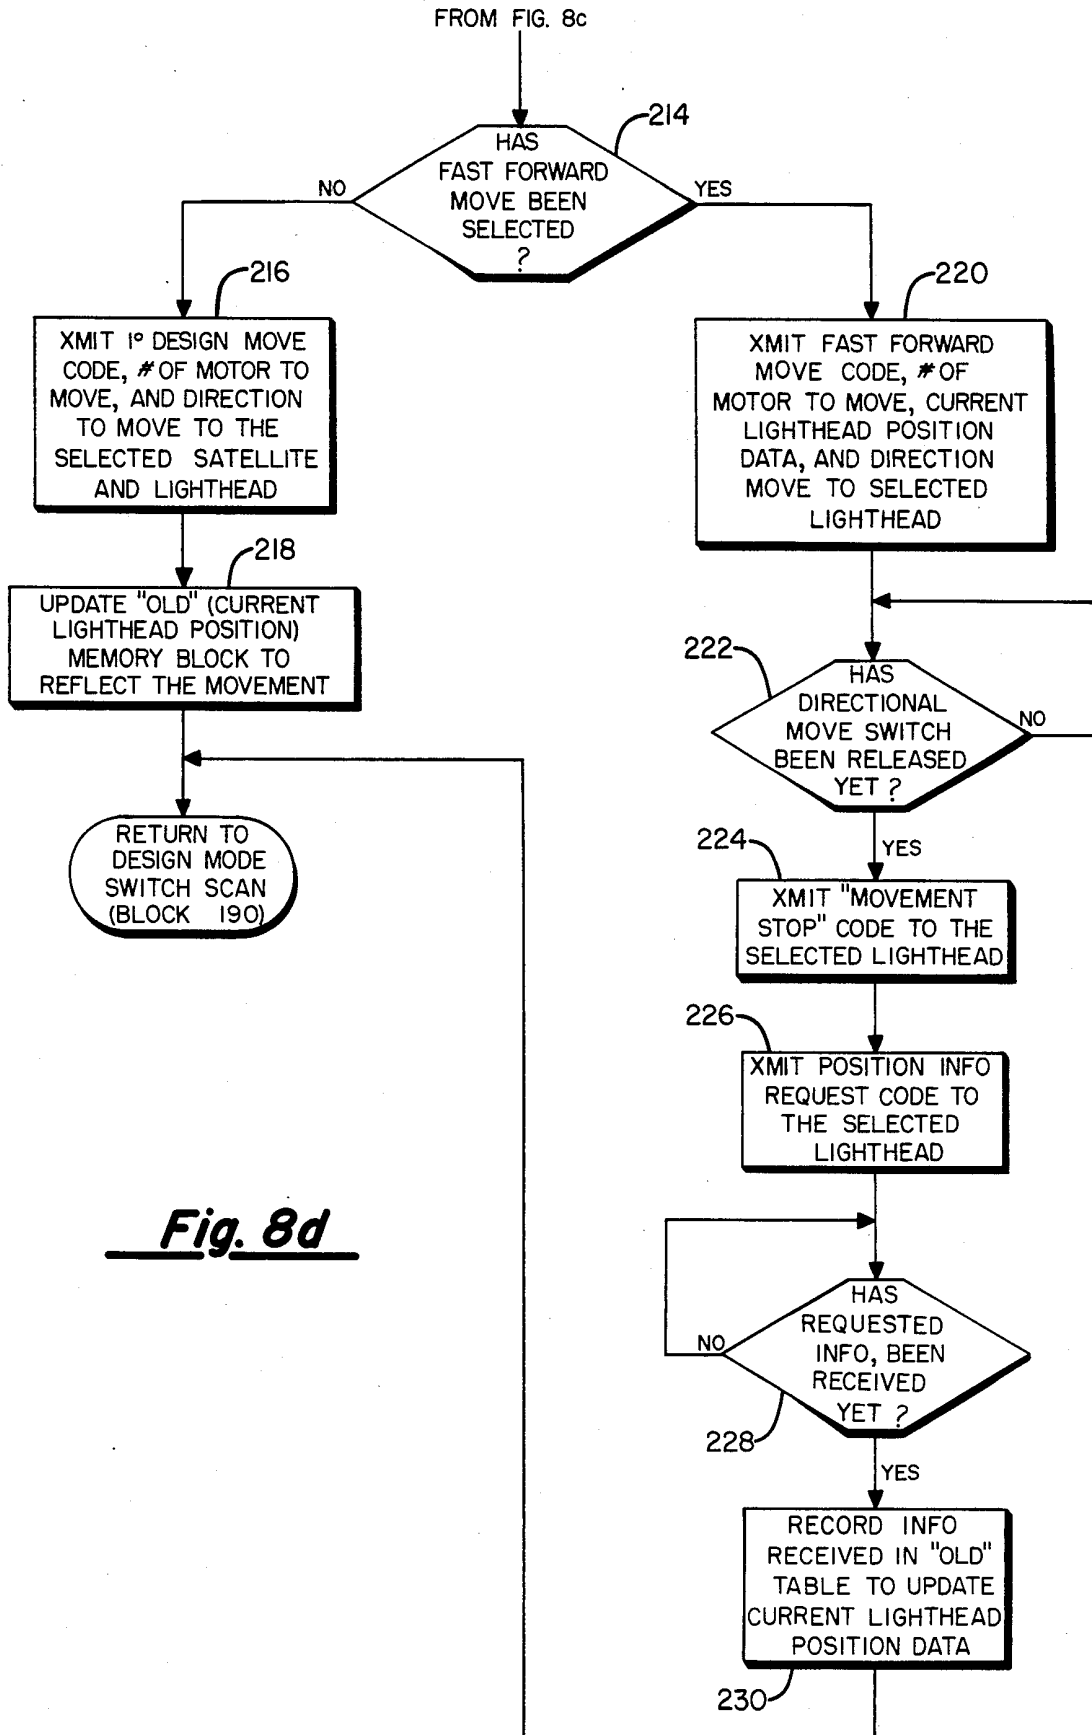 FROM FIG. 8c
214
HAS
FAST FORWARD
MOVE BEEN
SELECTED
?
NO
YES
216
XMIT 1° DESIGN MOVE
CODE, # OF MOTOR TO
MOVE, AND DIRECTION
TO MOVE TO THE
SELECTED SATELLITE
AND LIGHTHEAD
218
UPDATE "OLD" (CURRENT
LIGHTHEAD POSITION)
MEMORY BLOCK TO
REFLECT THE MOVEMENT
RETURN TO
DESIGN MODE
SWITCH SCAN
(BLOCK 190)
220
XMIT FAST FORWARD
MOVE CODE, # OF
MOTOR TO MOVE, CURRENT
LIGHTHEAD POSITION
DATA, AND DIRECTION
MOVE TO SELECTED
LIGHTHEAD
222
HAS
DIRECTIONAL
MOVE SWITCH
BEEN RELEASED
YET ?
NO
YES
224
XMIT "MOVEMENT
STOP" CODE TO THE
SELECTED LIGHTHEAD
226
XMIT POSITION INFO
REQUEST CODE TO
THE SELECTED
LIGHTHEAD
HAS
REQUESTED
INFO, BEEN
RECEIVED
YET ?
NO
228
YES
RECORD INFO
RECEIVED IN "OLD"
TABLE TO UPDATE
CURRENT LIGHTHEAD
POSITION DATA
230
Fig. 8d